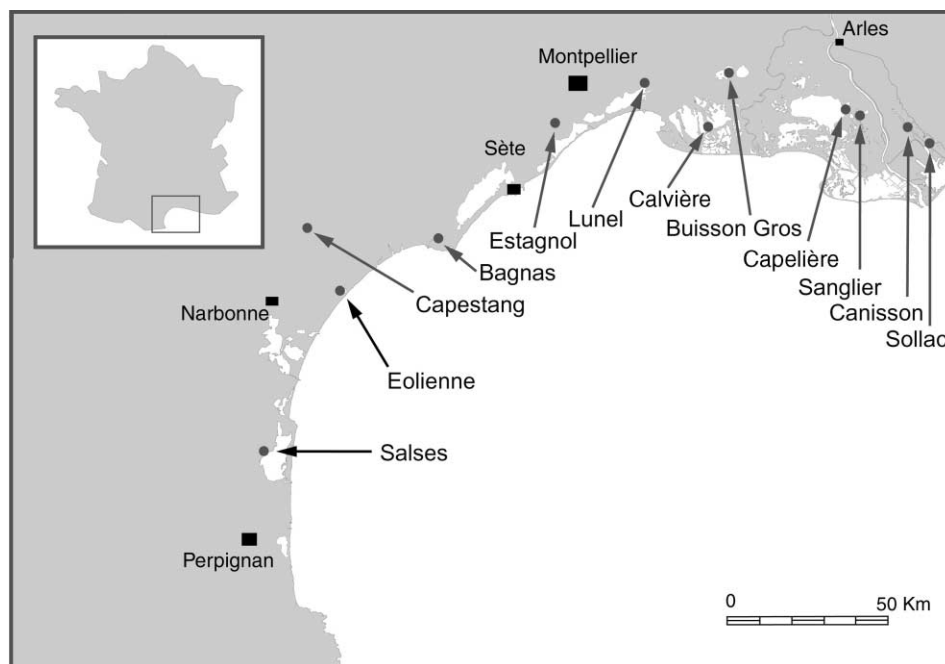 Arles
Montpellier
Sète
Calvière
Lunel
Buisson Gros
Estagnol
Capelière
Bagnas
Sanglier
Capestang
Narbonne
Canisson
Sollac
Eolienne
Salses
Perpignan
0 50 Km